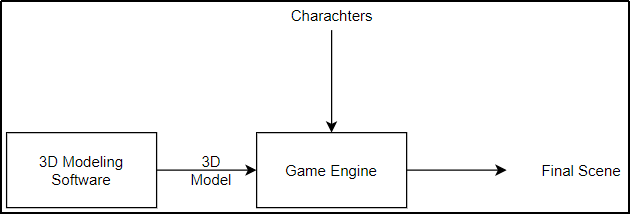 Charachters
3D Modeling
Software
3D
Model
Game Engine
Final Scene